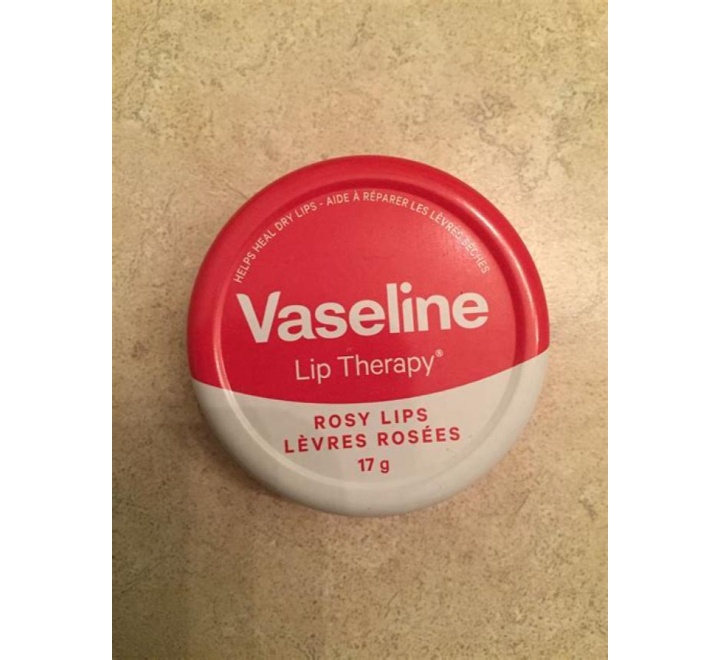 HELPS HEAL DRY LIPS - AIDE À RÉPARER LES LÈVRES SÈCHES
Vaseline
Lip Therapy®
ROSY LIPS
LÈVRES ROSÉES
17 g